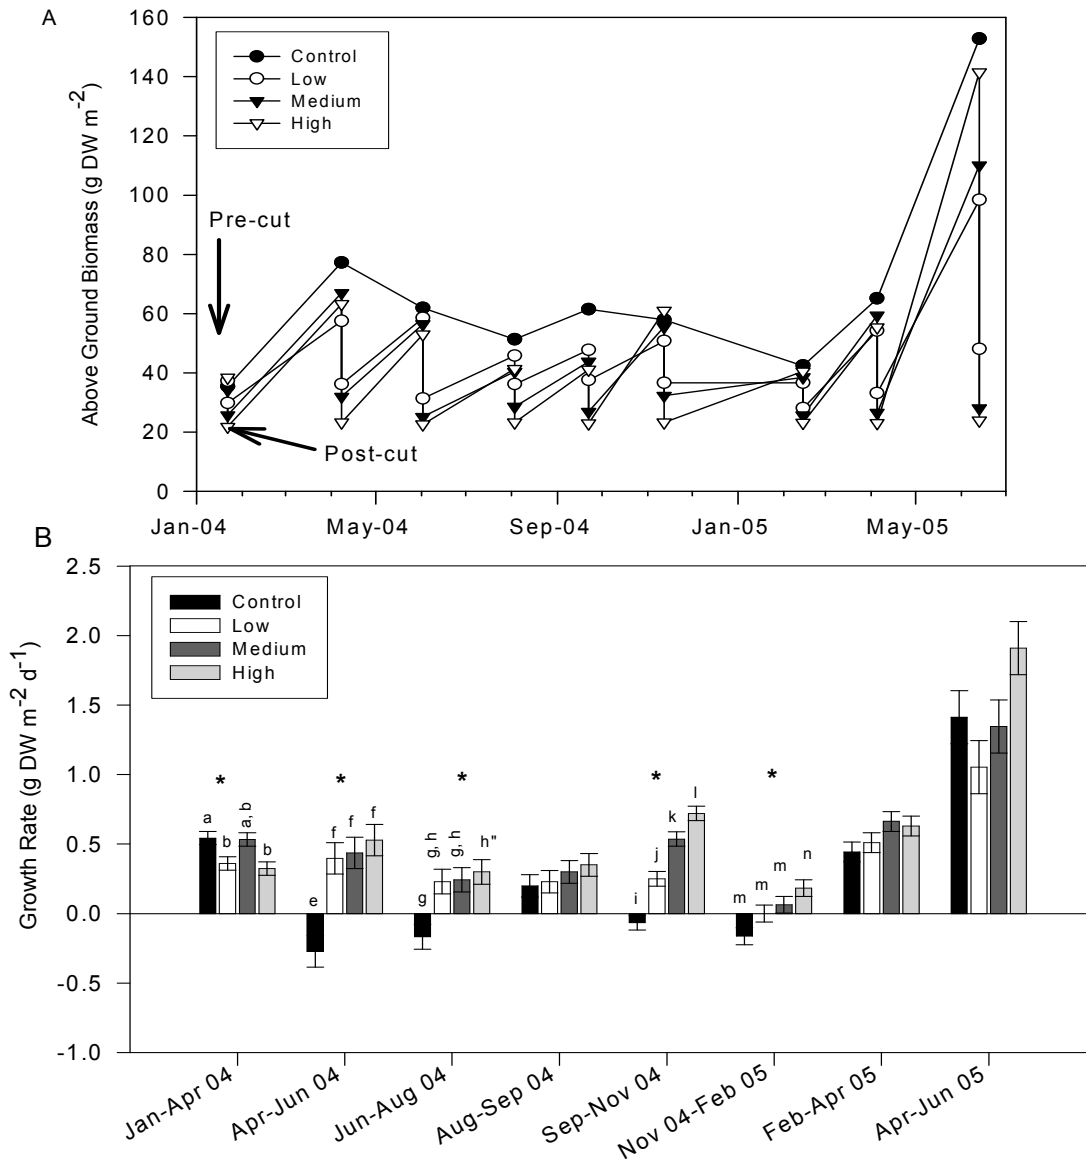 A
160
140
120
100
80
60
40
20
0
Above Ground Biomass (g DW m-2)
Control
Low
Medium
High
Pre-cut
Post-cut
Jan-04 May-04 Sep-04 Jan-05 May-05
B
2.5
2.0
1.5
1.0
0.5
0.0
-0.5
-1.0
Growth Rate (g DW m-2 d-1)
Control
Low
Medium
High
* * * * *
a b a, b b
e f f f
g g, h g, h h"
i j k l
m m m n
Jan-Apr 04
Apr-Jun 04
Jun-Aug 04
Aug-Sep 04
Sep-Nov 04
Nov 04-Feb 05
Feb-Apr 05
Apr-Jun 05